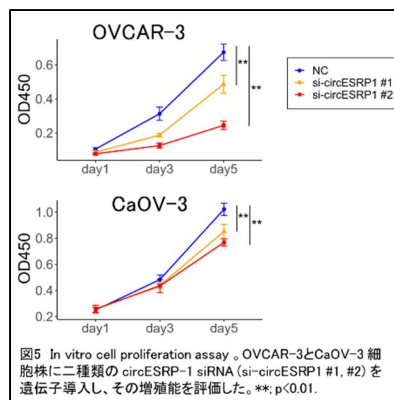 OVCAR-3
OD450
0.6
0.4
0.2
day1 day3 day5
**
**
NC
si-circESRP1 #1
si-circESRP1 #2
CaOV-3
OD450
1.0
0.8
0.6
0.4
0.2
day1 day3 day5
**
**
図5 In vitro cell proliferation assay 。OVCAR-3とCaOV-3 細
胞株に二種類の circESRP-1 siRNA (si-circESRP1 #1, #2) を
遺伝子導入し、その増殖能を評価した。**; p<0.01.